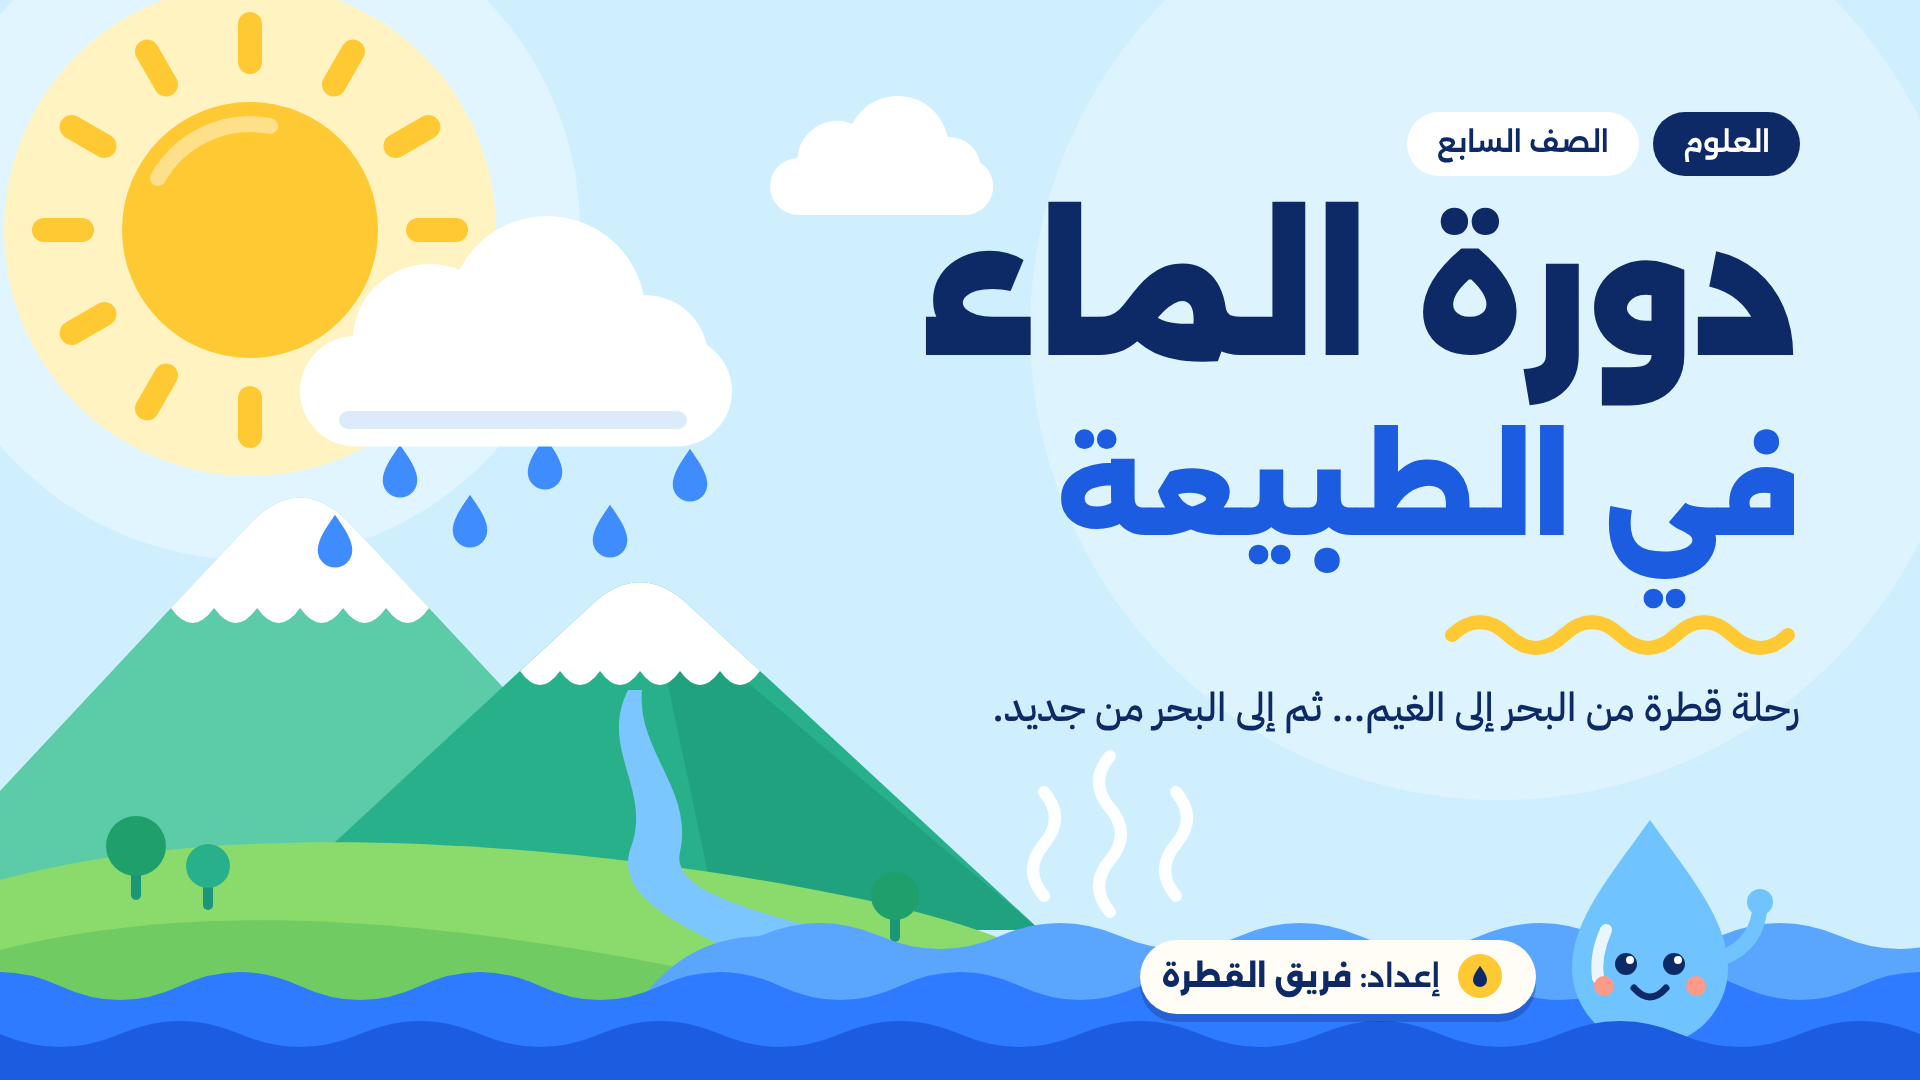 العلوم
الصف السابع
دورة الماء
في الطبيعة
رحلة قطرة من البحر إلى الغيم... ثم إلى البحر من جديد.
إعداد: فريق القطرة